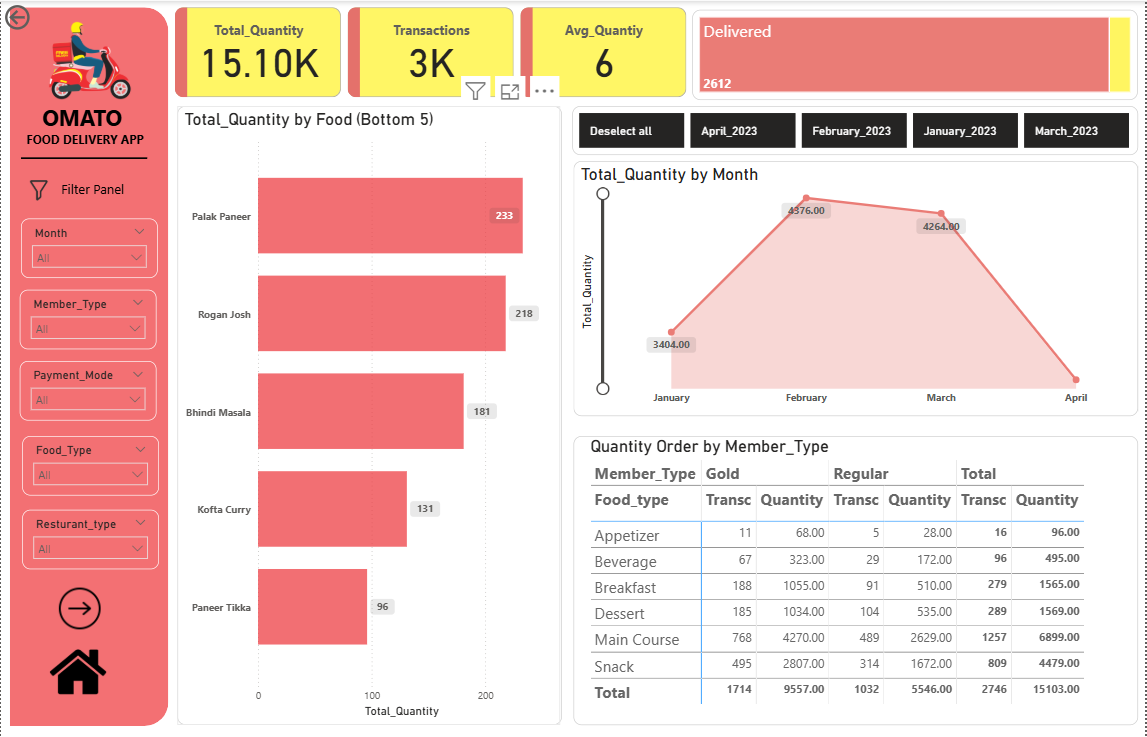 OMATO
FOOD DELIVERY APP
Filter Panel
Month
All
Member_Type
All
Payment_Mode
All
Food_Type
All
Resturant_type
All
Total_Quantity
15.10K
Transactions
3K
Avg_Quantiy
6
Delivered
2612
Total_Quantity by Food (Bottom 5)
Palak Paneer 233
Rogan Josh 218
Bhindi Masala 181
Kofta Curry 131
Paneer Tikka 96
0 100 200
Total_Quantity
Deselect all April_2023 February_2023 January_2023 March_2023
Total_Quantity by Month
Total_Quantity
4376.00
4264.00
3404.00
January February March April
Quantity Order by Member_Type
Member_Type Gold Regular Total
Food_type Transc Quantity Transc Quantity Transc Quantity
Appetizer 11 68.00 5 28.00 16 96.00
Beverage 67 323.00 29 172.00 96 495.00
Breakfast 188 1055.00 91 510.00 279 1565.00
Dessert 185 1034.00 104 535.00 289 1569.00
Main Course 768 4270.00 489 2629.00 1257 6899.00
Snack 495 2807.00 314 1672.00 809 4479.00
Total 1714 9557.00 1032 5546.00 2746 15103.00